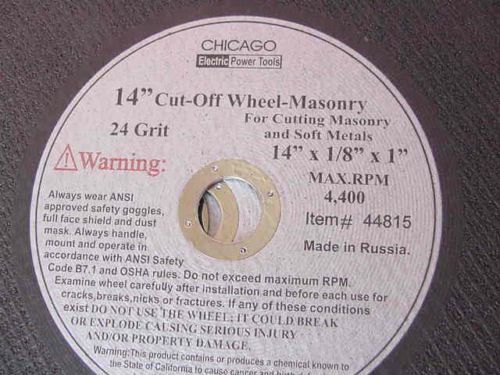 CHICAGO
Electric Power Tools
14” Cut-Off Wheel-Masonry
24 Grit
For Cutting Masonry
and Soft Metals
14” x 1/8” x 1”
MAX.RPM
4,400
Item# 44815
Made in Russia.
Warning:
Always wear ANSI
approved safety goggles,
full face shield and dust
mask. Always handle,
mount and operate in
accordance with ANSI Safety
Code B7.1 and OSHA rules. Do not exceed maximum RPM.
Examine wheel carefully after installation and before each use for
cracks,breaks,nicks or fractures. If any of these conditions
exist DO NOT USE THE WHEEL; IT COULD BREAK
OR EXPLODE CAUSING SERIOUS INJURY
AND/OR PROPERTY DAMAGE.
Warning:This product contains or produces a chemical known to
the State of California to cause cancer and birth